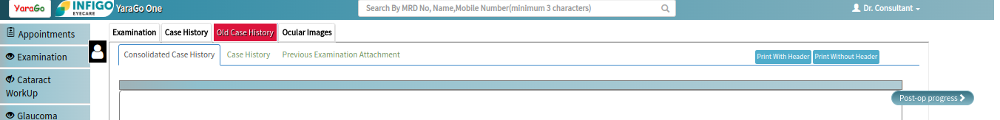 YaraGo
INFIGO
EYECARE
YaraGo One
Search By MRD No, Name,Mobile Number(minimum 3 characters)
Dr. Consultant
Appointments
Examination
Cataract
WorkUp
Glaucoma
Examination Case History Old Case History Ocular Images
Consolidated Case History Case History Previous Examination Attachment
Print With Header Print Without Header
Post-op progress